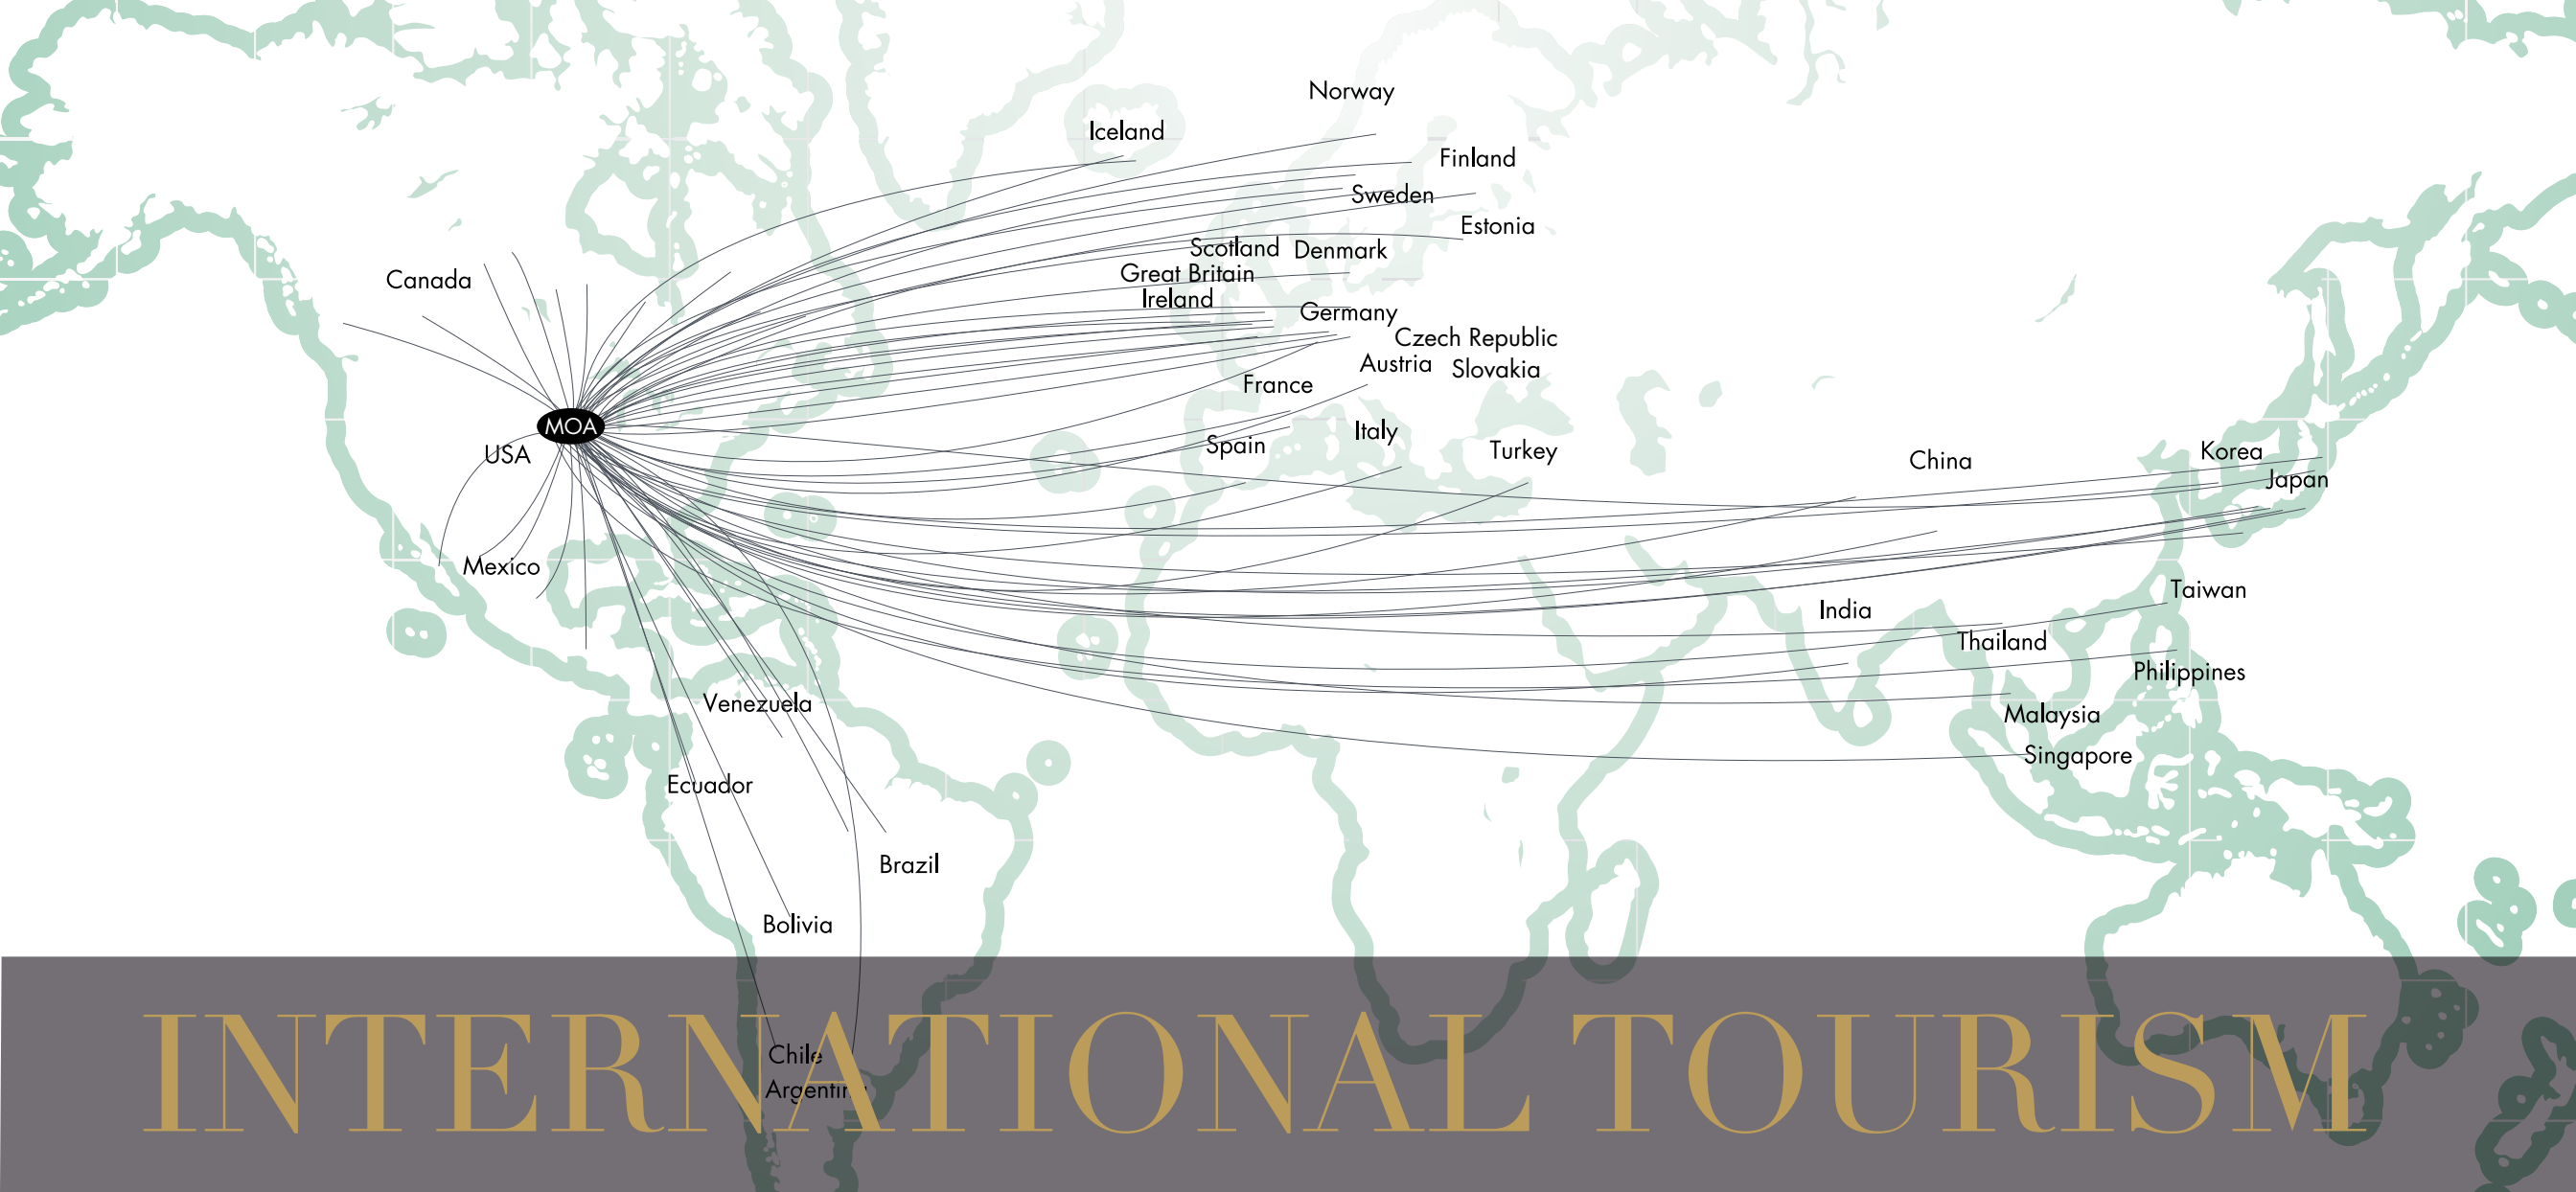 Norway
Iceland
Finland
Sweden
Estonia
Scotland
Denmark
Great Britain
Canada
Ireland
Germany
Czech Republic
Austria
Slovakia
France
MOA
Italy
Spain
Turkey
USA
China
Korea
Japan
Mexico
Taiwan
India
Thailand
Philippines
Venezuela
Malaysia
Singapore
Ecuador
Brazil
Bolivia
INTERNATIONAL TOURISM
Chile
Argentina